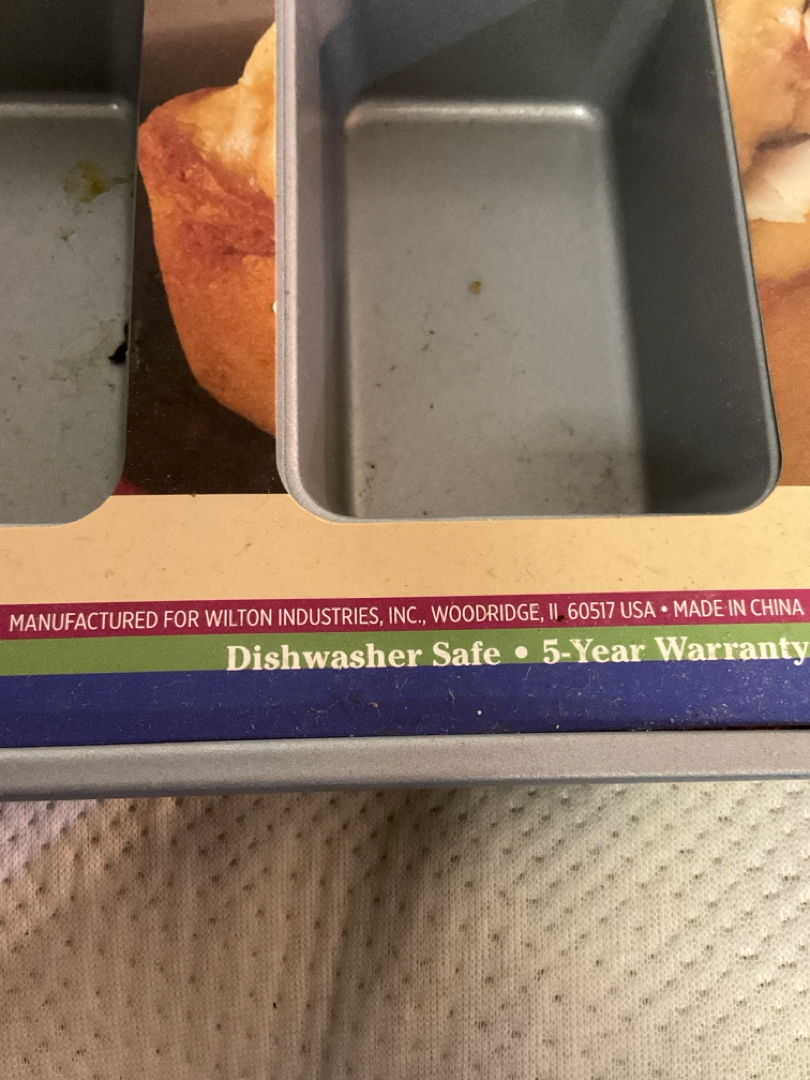 MANUFACTURED FOR WILTON INDUSTRIES, INC., WOODRIDGE, IL 60517 USA • MADE IN CHINA
Dishwasher Safe • 5-Year Warranty